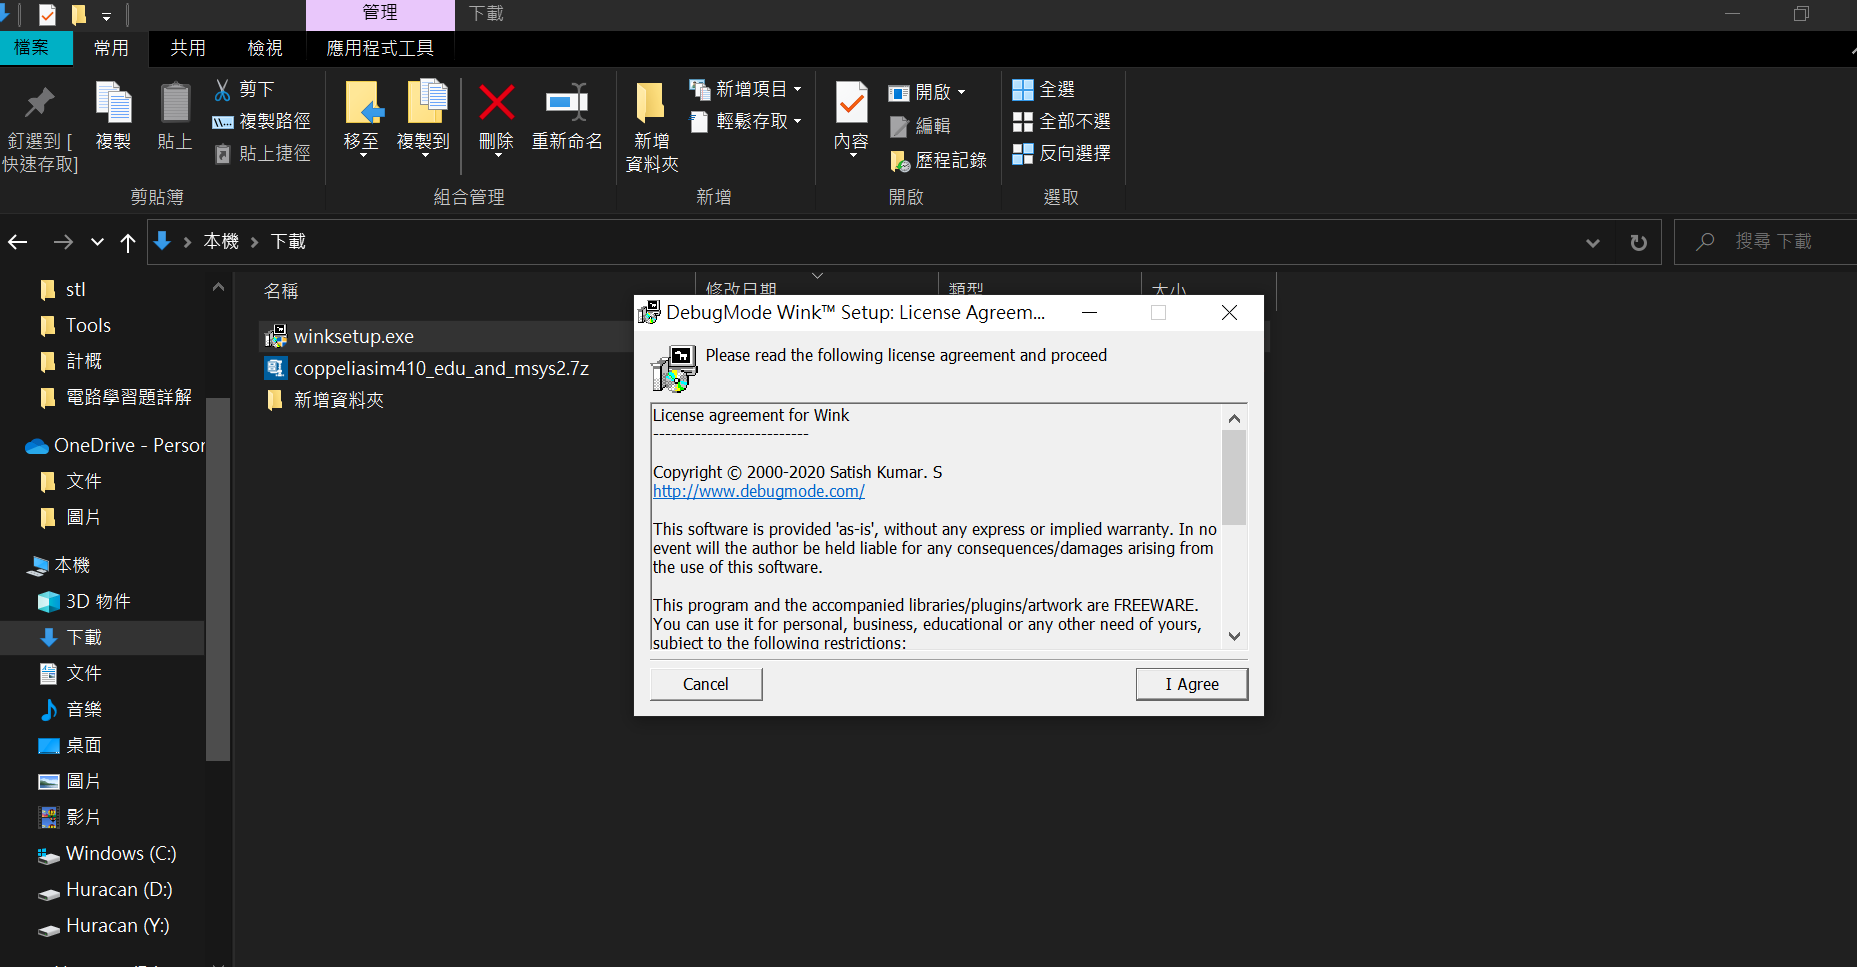 管理
下載
檔案
常用
共用
檢視
應用程式工具
釘選到 [
快速存取]
複製
貼上
剪下
複製路徑
貼上捷徑
剪貼簿
移至
複製到
刪除
重新命名
組合管理
新增
資料夾
新增項目
輕鬆存取
新增
內容
開啟
編輯
歷程記錄
開啟
全選
全部不選
反向選擇
選取
本機
下載
搜尋 下載
stl
Tools
計概
電路學習題詳解
OneDrive - Person
文件
圖片
本機
3D 物件
下載
文件
音樂
桌面
圖片
影片
Windows (C:)
Huracan (D:)
Huracan (Y:)
名稱
修改日期
類型
大小
winksetup.exe
coppeliasim410_edu_and_msys2.7z
新增資料夾
DebugMode Wink™ Setup: License Agreem...
Please read the following license agreement and proceed
License agreement for Wink
--------------------------
Copyright © 2000-2020 Satish Kumar. S
http://www.debugmode.com/
This software is provided 'as-is', without any express or implied warranty. In no
event will the author be held liable for any consequences/damages arising from
the use of this software.
This program and the accompanied libraries/plugins/artwork are FREEWARE.
You can use it for personal, business, educational or any other need of yours,
subject to the following restrictions:
Cancel
I Agree